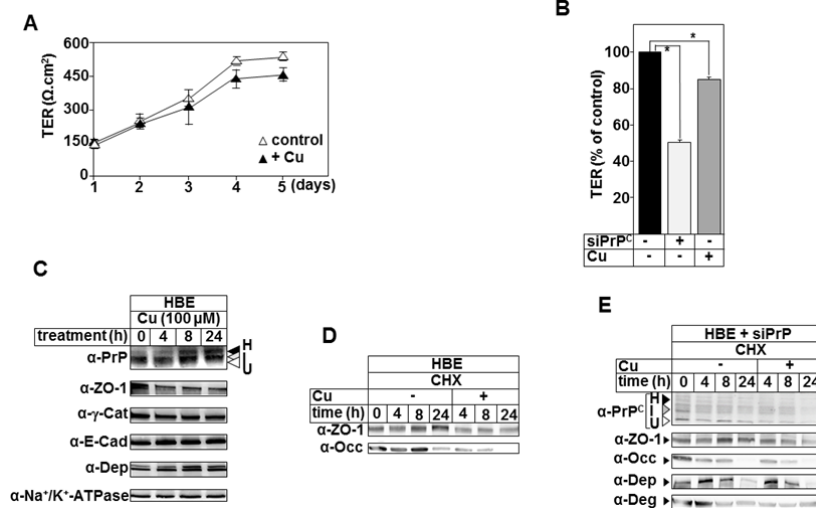 A
TER (Ω.cm²)
600
450
300
150
0
△ control
▲ + Cu
1 2 3 4 5 (days)
B
TER (% of control)
100
80
60
40
20
* *
siPrPᶜ - + -
Cu - - +
C
HBE
Cu (100 µM)
treatment (h) 0 4 8 24
α-PrP H I U
α-ZO-1
α-γ-Cat
α-E-Cad
α-Dep
α-Na⁺/K⁺-ATPase
D
HBE
CHX
Cu - +
time (h) 0 4 8 24 4 8 24
α-ZO-1
α-Occ
E
HBE + siPrP
CHX
Cu - +
time (h) 0 4 8 24 4 8 24
α-PrPᶜ H I U
α-ZO-1
α-Occ
α-Dep
α-Deg